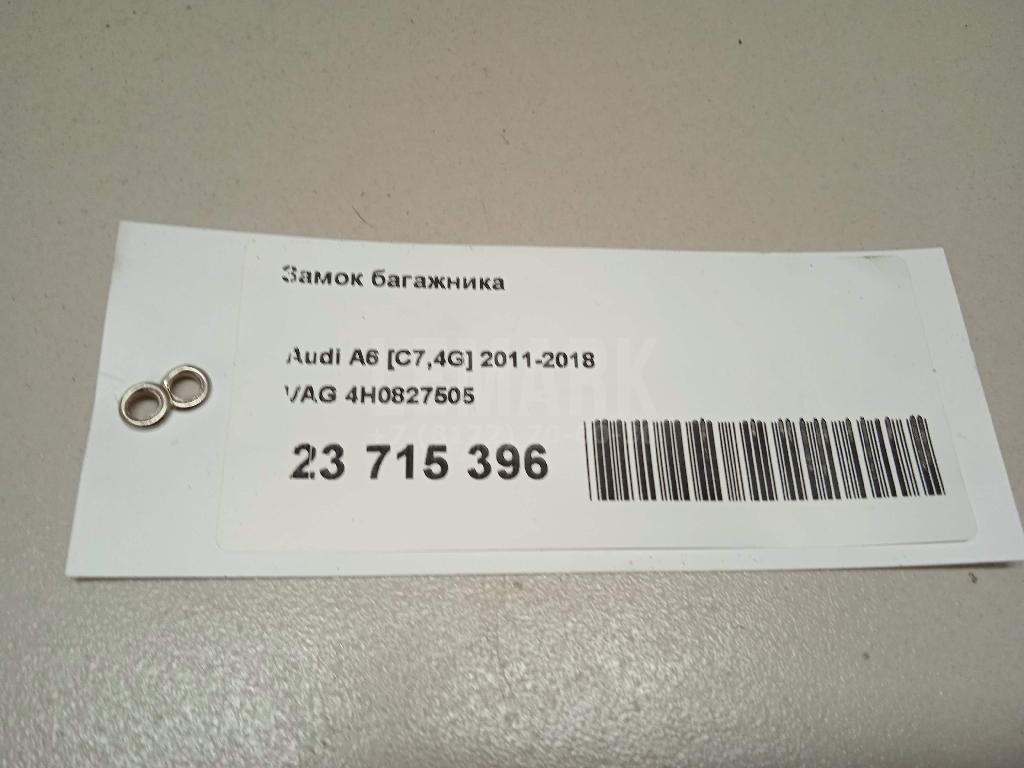 Замок багажника
Audi A6 [C7,4G] 2011-2018
VAG 4H0827505
23 715 396